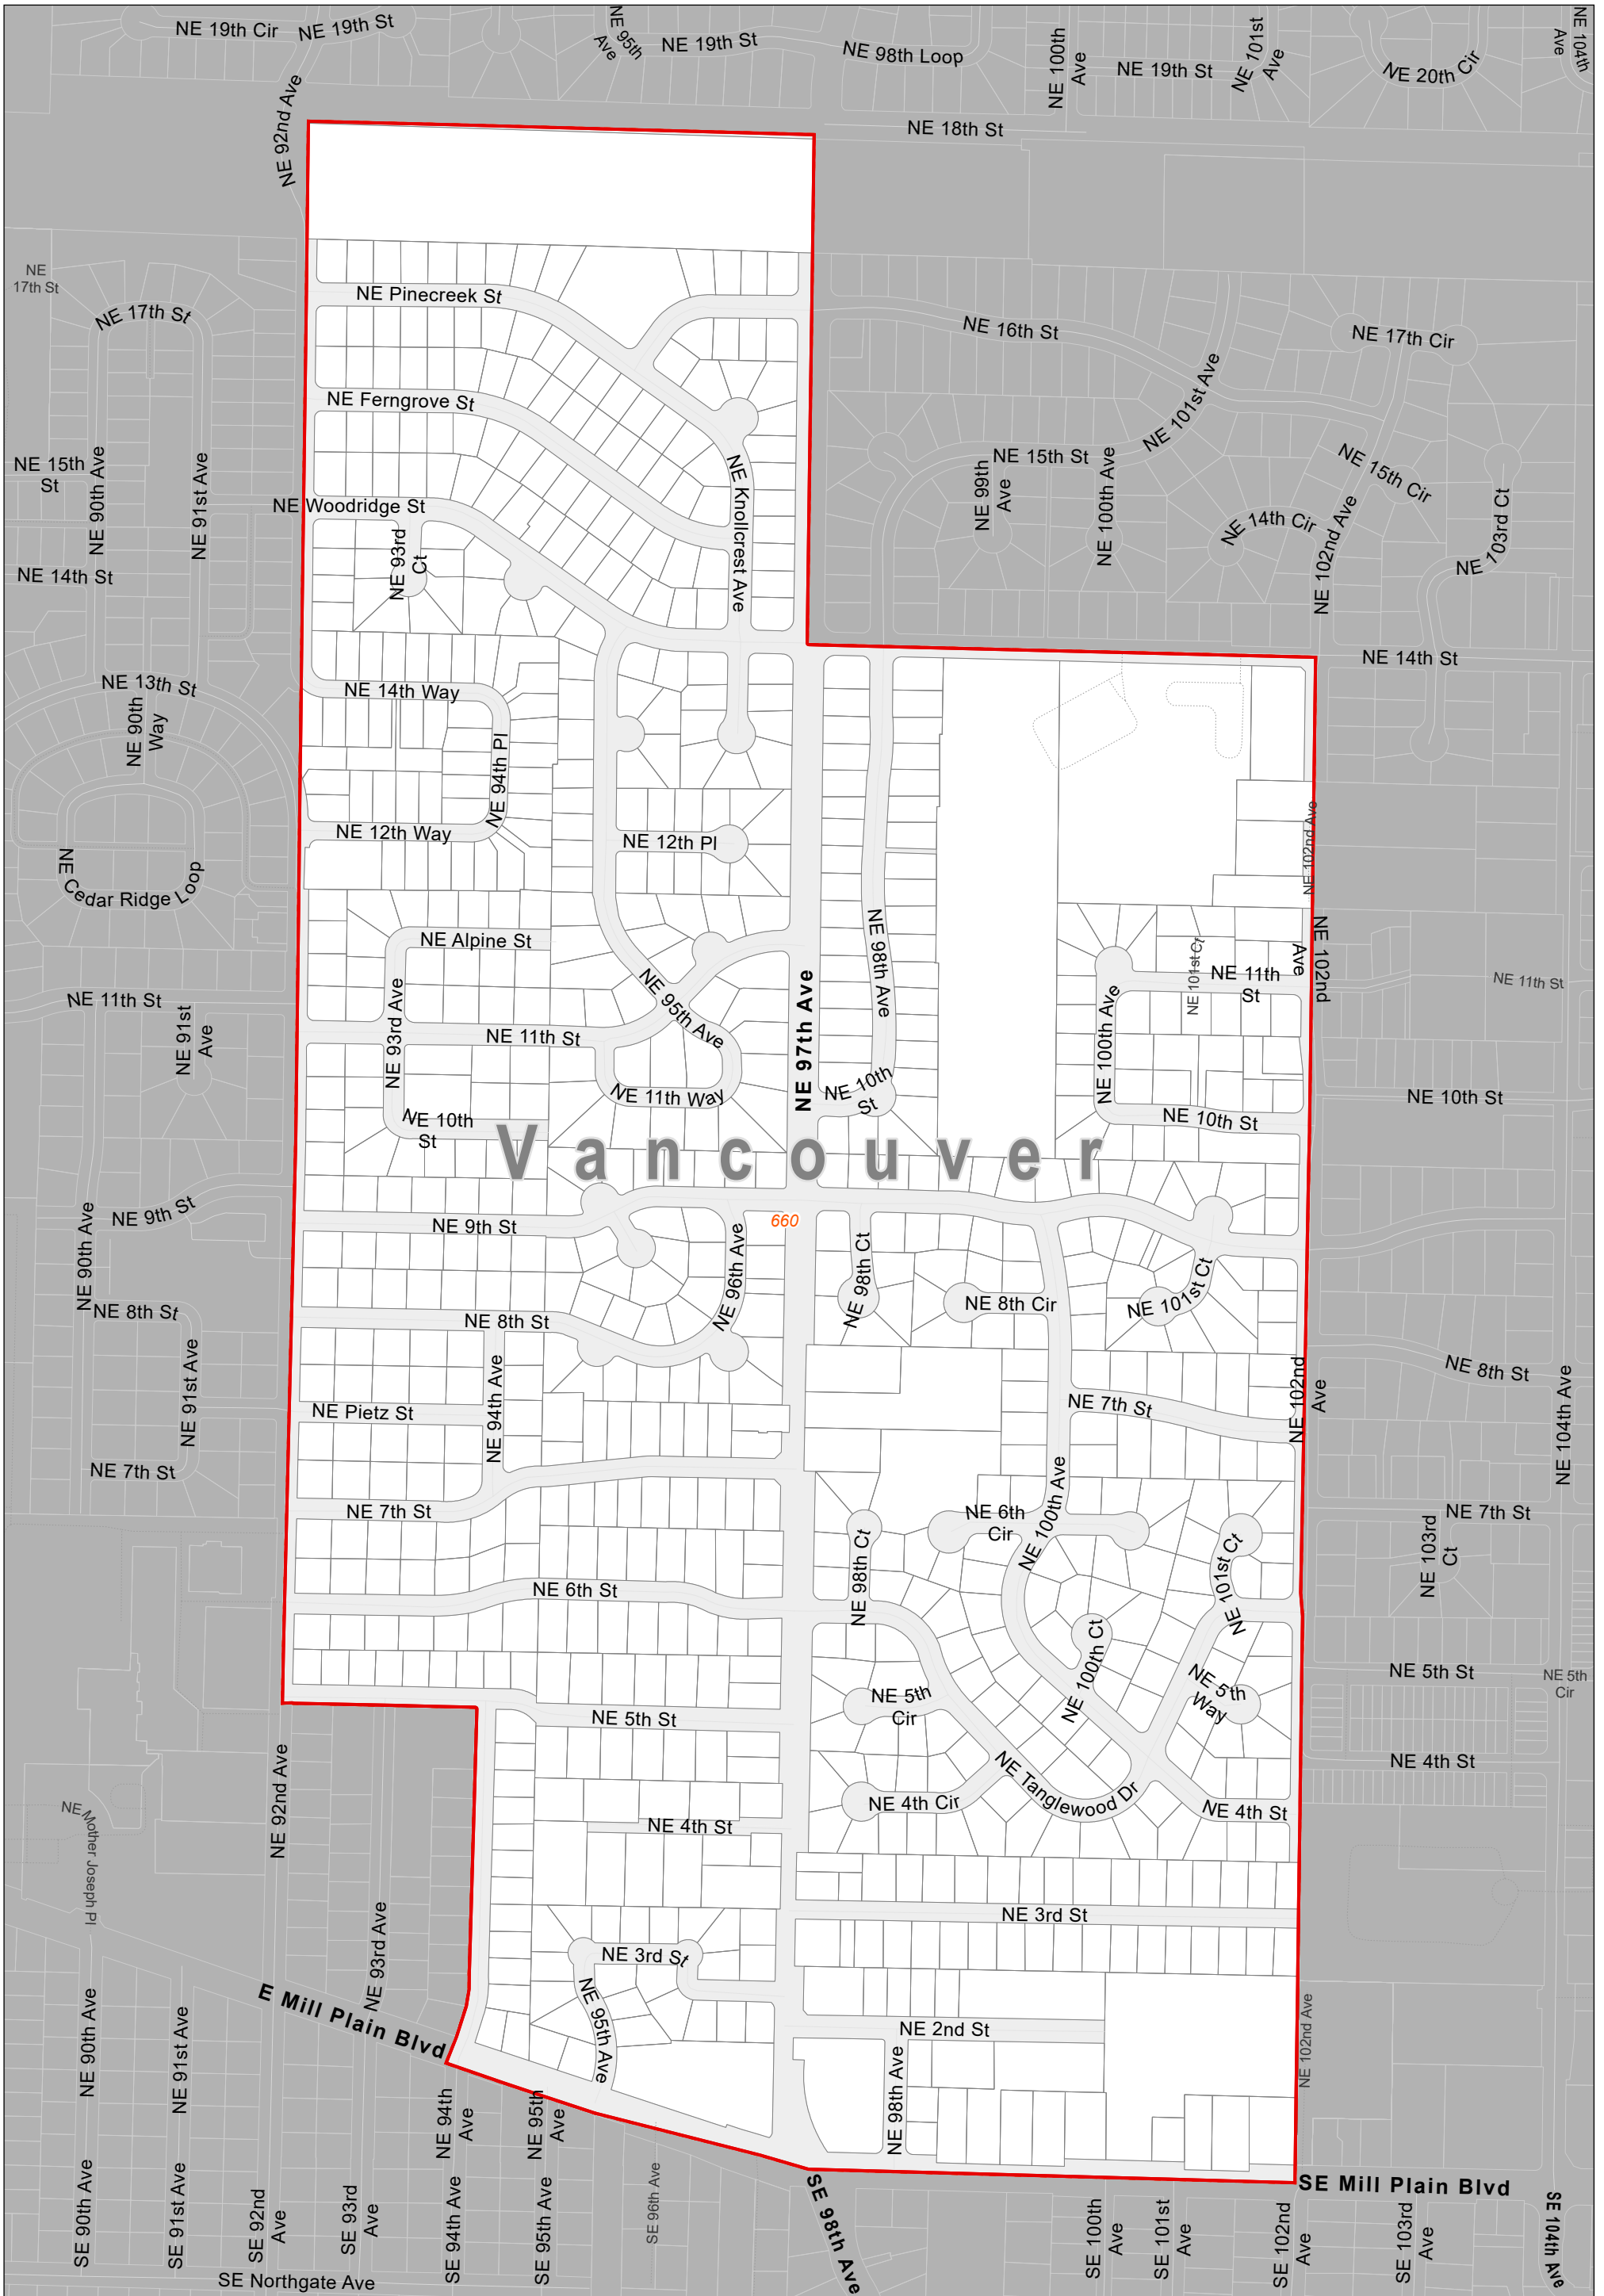 NE 19th Cir
NE 19th St
NE 95th
Ave
NE 19th St
NE 98th Loop
NE 100th
Ave
NE 19th St
NE 101st
Ave
NE 20th Cir
NE 104th
Ave
NE 92nd Ave
NE 18th St
NE
17th St
NE 17th St
NE Pinecreek St
NE 16th St
NE 17th Cir
NE 101st Ave
NE Ferngrove St
NE 15th
St
NE 90th Ave
NE 91st Ave
NE Knollcrest Ave
NE 15th St
NE 99th
Ave
NE 100th Ave
NE 15th Cir
NE 14th Cir
NE 102nd Ave
NE 103rd Ct
NE Woodridge St
NE 93rd
Ct
NE 14th St
NE 14th St
NE 13th St
NE 90th
Way
NE 14th Way
NE 94th Pl
NE 12th Way
NE 12th Pl
NE 102nd Ave
NE Cedar Ridge Loop
NE Alpine St
NE 98th Ave
NE 95th Ave
NE 97th Ave
NE 102nd
Ave
NE 11th
St
NE 101st Ct
NE 11th St
NE 11th St
NE 91st
Ave
NE 93rd Ave
NE 11th St
NE 11th Way
NE 10th
St
NE 100th Ave
NE 10th St
NE 10th St
NE 10th
St
Vancouver
NE 9th St
NE 90th Ave
NE 9th St
660
NE 96th Ave
NE 98th Ct
NE 8th Cir
NE 101st Ct
NE 8th St
NE 91st Ave
NE 8th St
NE 94th Ave
NE 8th St
NE 102nd
Ave
NE 104th Ave
NE Pietz St
NE 7th St
NE 7th St
NE 7th St
NE 7th St
NE 100th Ave
NE 6th
Cir
NE 98th Ct
NE 101st Ct
NE 103rd
Ct
NE 6th St
NE 100th Ct
NE 5th
Way
NE 5th St
NE 5th
Cir
NE 5th
Cir
NE 5th St
NE 92nd Ave
NE 4th St
NE Tanglewood Dr
NE 4th Cir
NE 4th St
NE 4th St
NE Mother Joseph Pl
NE 93rd Ave
NE 3rd St
NE 3rd St
NE 95th Ave
E Mill Plain Blvd
NE 90th Ave
NE 91st Ave
NE 2nd St
NE 98th Ave
NE 102nd Ave
NE 94th
Ave
NE 95th
Ave
SE Mill Plain Blvd
SE 90th Ave
SE 91st Ave
SE 92nd
Ave
SE 93rd
Ave
SE 94th Ave
SE 95th Ave
SE 96th Ave
SE 98th Ave
SE 100th
Ave
SE 101st
Ave
SE 102nd
Ave
SE 103rd
Ave
SE 104th Ave
SE Northgate Ave